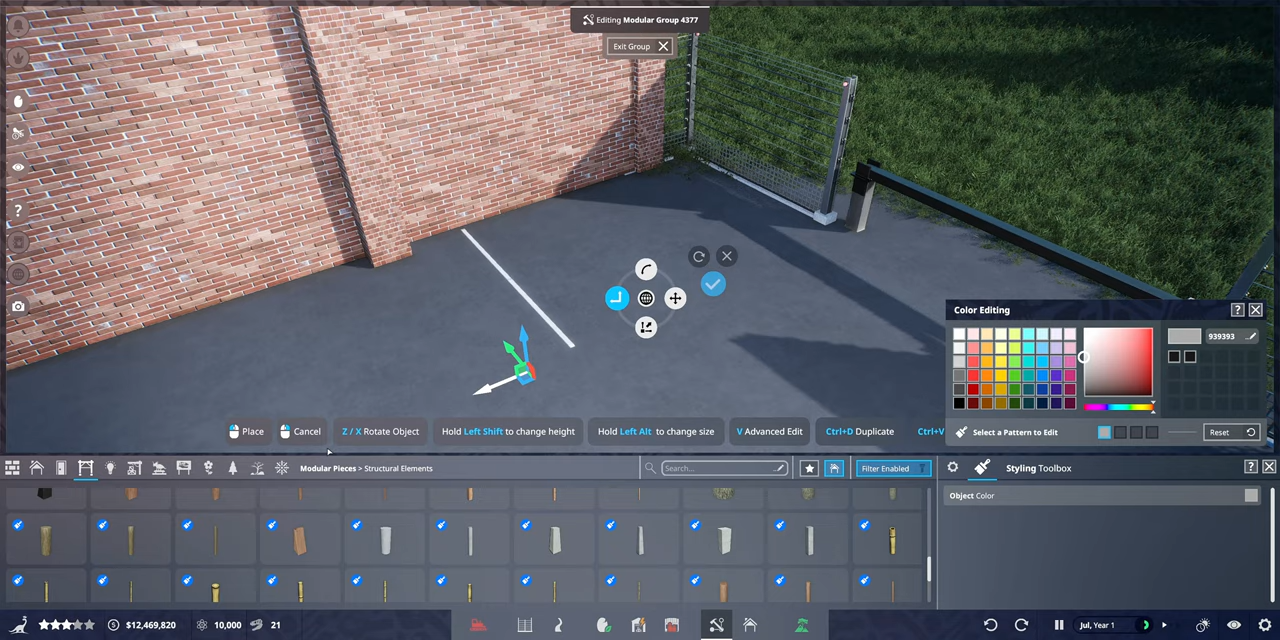 Editing Modular Group 4377
Exit Group
Color Editing
?
939393
Place
Cancel
Z / X Rotate Object
Hold Left Shift to change height
Hold Left Alt to change size
V Advanced Edit
Ctrl+D Duplicate
Ctrl+V
Select a Pattern to Edit
Reset
Modular Pieces > Structural Elements
Search...
Filter Enabled
Styling Toolbox
?
Object Color
$12,469,820
10,000
21
Jul, Year 1
?